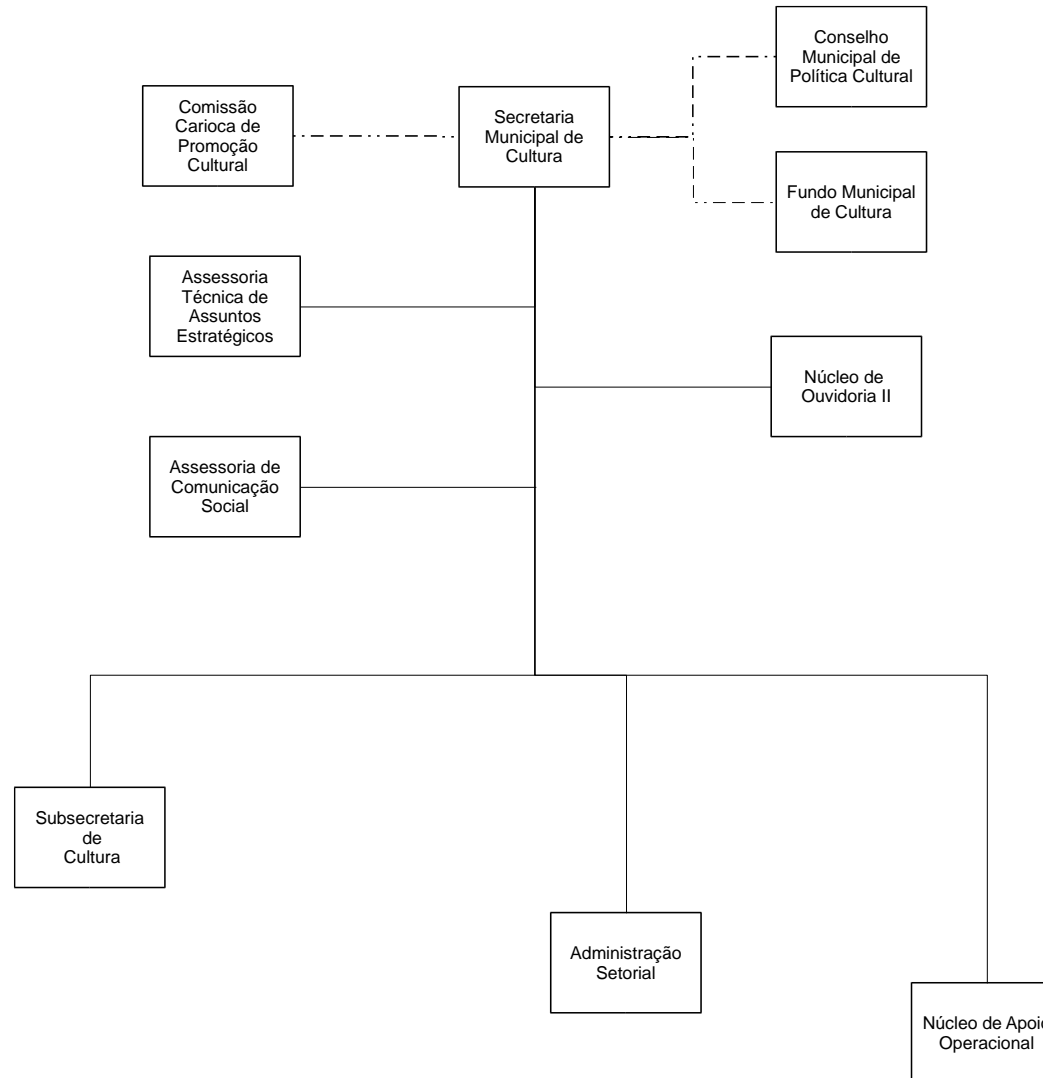 Conselho
Municipal de
Política Cultural
Comissão
Carioca de
Promoção
Cultural
Secretaria
Municipal de
Cultura
Fundo Municipal
de Cultura
Assessoria
Técnica de
Assuntos
Estratégicos
Núcleo de
Ouvidoria II
Assessoria de
Comunicação
Social
Subsecretaria
de
Cultura
Administração
Setorial
Núcleo de Apoio
Operacional